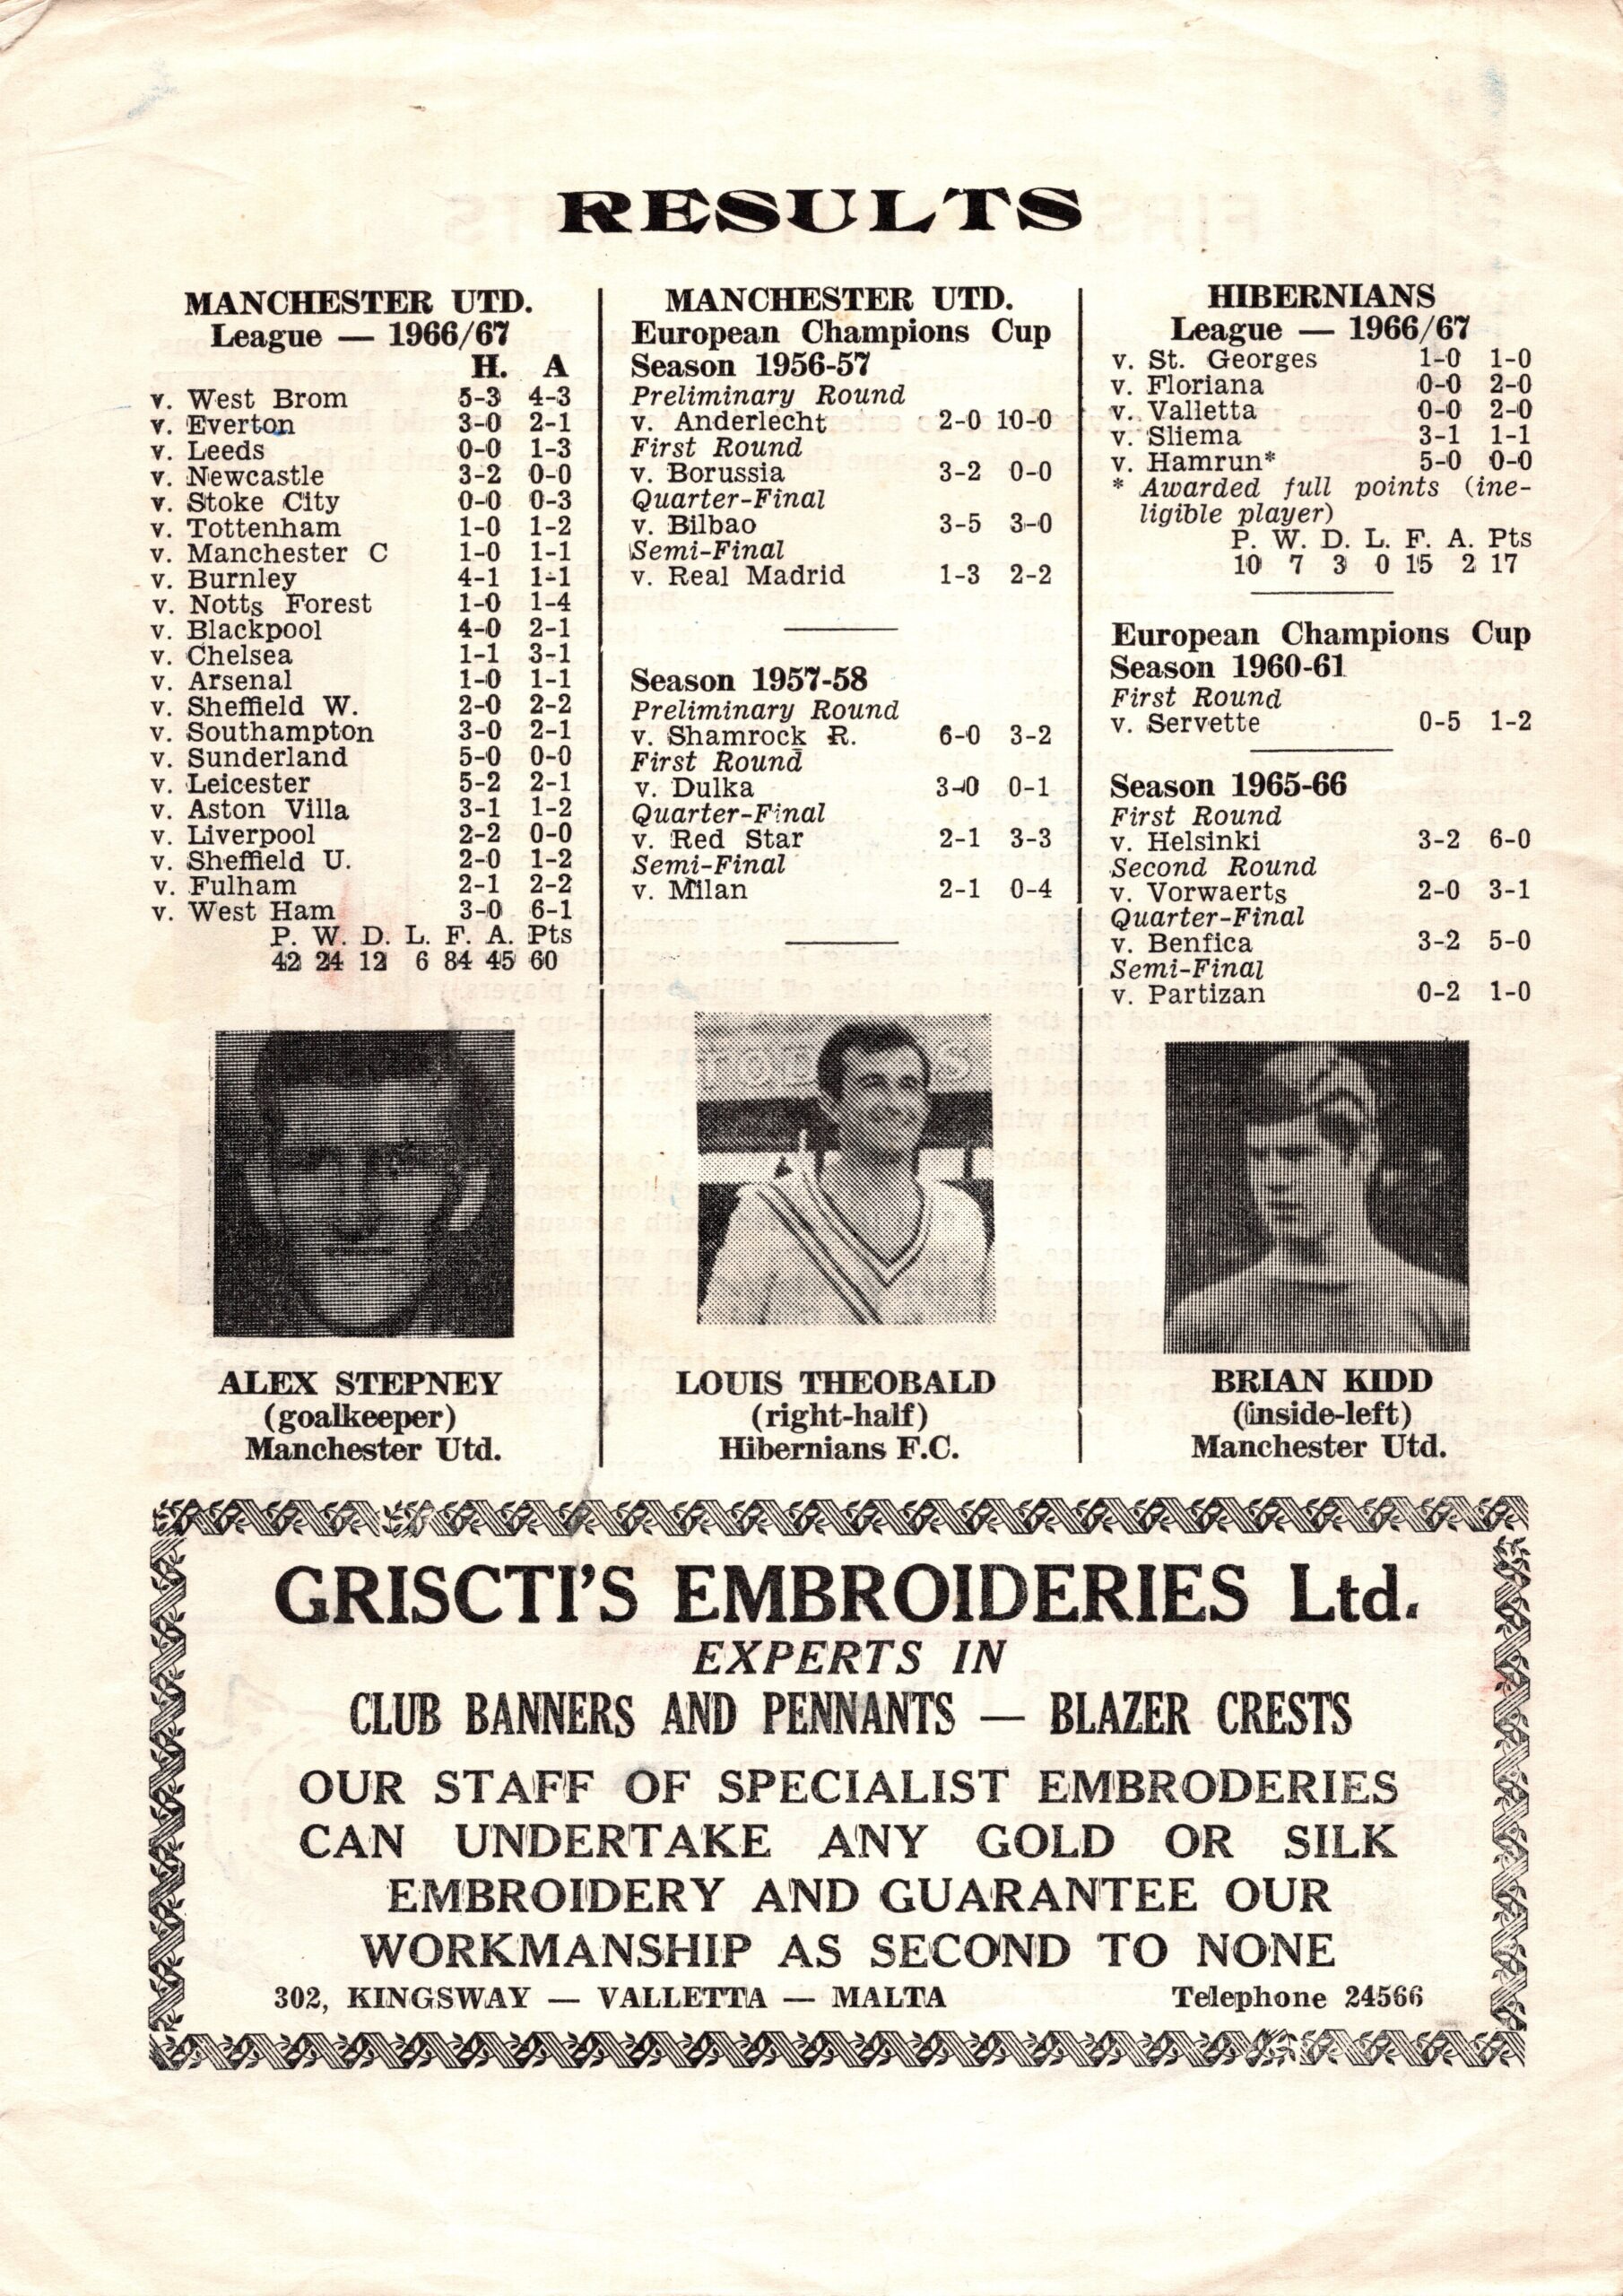 RESULTS
MANCHESTER UTD.
League — 1966/67
H. A
v. West Brom 5-3 4-3
v. Everton 3-0 2-1
v. Leeds 0-0 1-3
v. Newcastle 3-2 0-0
v. Stoke City 0-0 0-3
v. Tottenham 1-0 1-2
v. Manchester C 1-0 1-1
v. Burnley 4-1 1-1
v. Notts Forest 1-0 1-4
v. Blackpool 4-0 2-1
v. Chelsea 1-1 3-1
v. Arsenal 1-0 1-1
v. Sheffield W. 2-0 2-2
v. Southampton 3-0 2-1
v. Sunderland 5-0 0-0
v. Leicester 5-2 2-1
v. Aston Villa 3-1 1-2
v. Liverpool 2-2 0-0
v. Sheffield U. 2-0 1-2
v. Fulham 2-1 2-2
v. West Ham 3-0 6-1
P. W. D. L. F. A. Pts
42 24 12 6 84 45 60
ALEX STEPNEY
(goalkeeper)
Manchester Utd.
MANCHESTER UTD.
European Champions Cup
Season 1956-57
Preliminary Round
v. Anderlecht 2-0 10-0
First Round
v. Borussia 3-2 0-0
Quarter-Final
v. Bilbao 3-5 3-0
Semi-Final
v. Real Madrid 1-3 2-2
Season 1957-58
Preliminary Round
v. Shamrock R. 6-0 3-2
First Round
v. Dulka 3-0 0-1
Quarter-Final
v. Red Star 2-1 3-3
Semi-Final
v. Milan 2-1 0-4
LOUIS THEOBALD
(right-half)
Hibernians F.C.
HIBERNIANS
League — 1966/67
v. St. Georges 1-0 1-0
v. Floriana 0-0 2-0
v. Valletta 0-0 2-0
v. Sliema 3-1 1-1
v. Hamrun* 5-0 0-0
* Awarded full points (ine-
ligible player)
P. W. D. L. F. A. Pts
10 7 3 0 15 2 17
European Champions Cup
Season 1960-61
First Round
v. Servette 0-5 1-2
Season 1965-66
First Round
v. Helsinki 3-2 6-0
Second Round
v. Vorwaerts 2-0 3-1
Quarter-Final
v. Benfica 3-2 5-0
Semi-Final
v. Partizan 0-2 1-0
BRIAN KIDD
(inside-left)
Manchester Utd.
GRISCTI'S EMBROIDERIES Ltd.
EXPERTS IN
CLUB BANNERS AND PENNANTS — BLAZER CRESTS
OUR STAFF OF SPECIALIST EMBRODERIES
CAN UNDERTAKE ANY GOLD OR SILK
EMBROIDERY AND GUARANTEE OUR
WORKMANSHIP AS SECOND TO NONE
302, KINGSWAY — VALLETTA — MALTA Telephone 24566